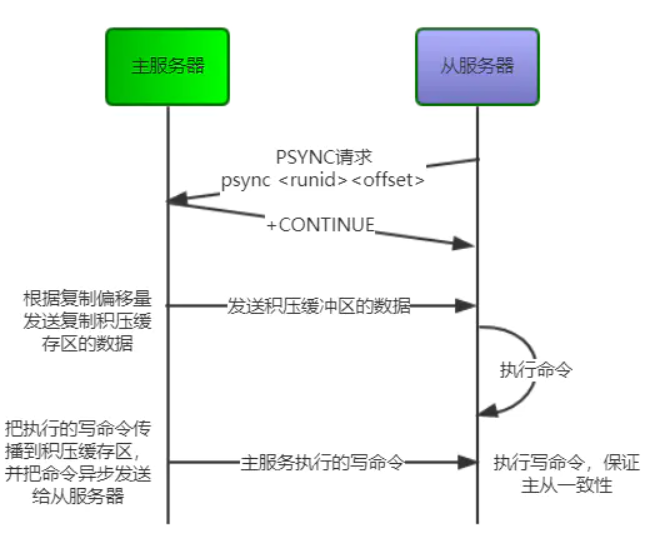 主服务器
从服务器
PSYNC请求
psync <runid><offset>
+CONTINUE
根据复制偏移量
发送复制积压缓
存区的数据
发送积压缓冲区的数据
执行命令
把执行的写命令传
播到积压缓存区，
并把命令异步发送
给从服务器
主服务执行的写命令
执行写命令，保证
主从一致性